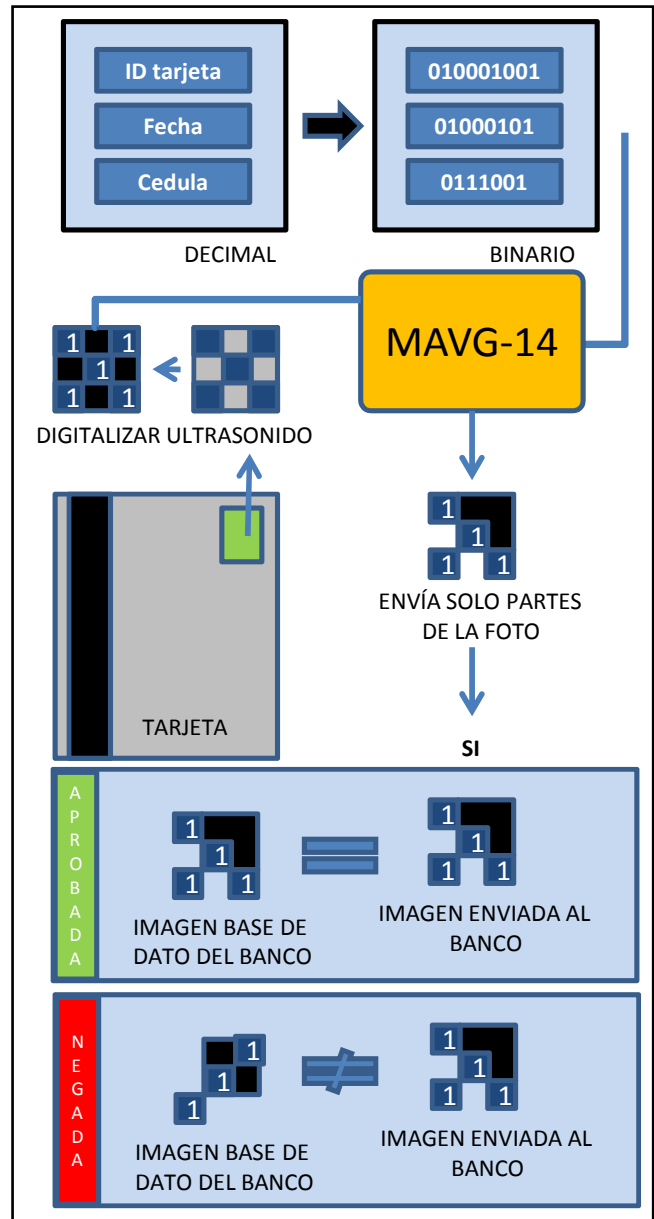 ID tarjeta
Fecha
Cedula
DECIMAL
010001001
01000101
0111001
BINARIO
MAVG-14
1 1
1
1 1
DIGITALIZAR ULTRASONIDO
TARJETA
1
1
1 1
ENVÍA SOLO PARTES
DE LA FOTO
SI
APROBADA
1
1
1 1
IMAGEN BASE DE
DATO DEL BANCO
1
1
1 1
IMAGEN ENVIADA AL
BANCO
NEGADA
1
1
1
IMAGEN BASE DE
DATO DEL BANCO
1
1
1 1
IMAGEN ENVIADA AL
BANCO